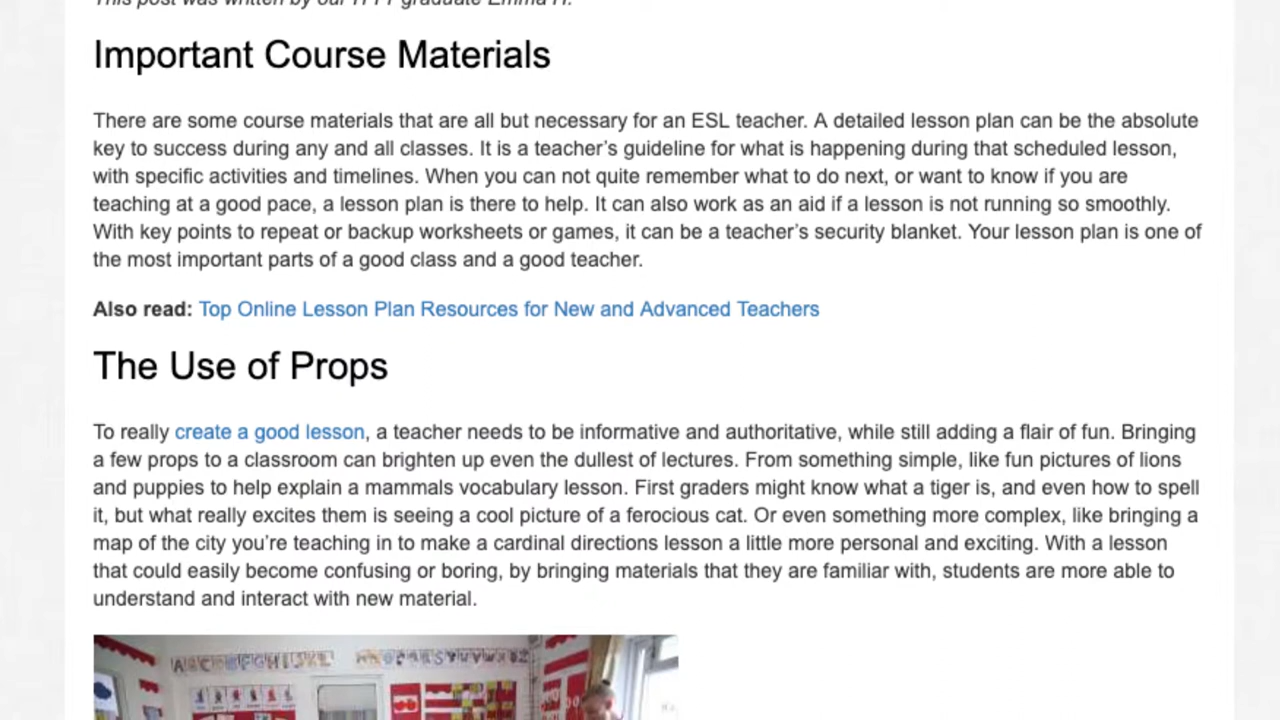 This post was written by our ITTT graduate Emma H.
Important Course Materials
There are some course materials that are all but necessary for an ESL teacher. A detailed lesson plan can be the absolute
key to success during any and all classes. It is a teacher’s guideline for what is happening during that scheduled lesson,
with specific activities and timelines. When you can not quite remember what to do next, or want to know if you are
teaching at a good pace, a lesson plan is there to help. It can also work as an aid if a lesson is not running so smoothly.
With key points to repeat or backup worksheets or games, it can be a teacher’s security blanket. Your lesson plan is one of
the most important parts of a good class and a good teacher.
Also read: Top Online Lesson Plan Resources for New and Advanced Teachers
The Use of Props
To really create a good lesson, a teacher needs to be informative and authoritative, while still adding a flair of fun. Bringing
a few props to a classroom can brighten up even the dullest of lectures. From something simple, like fun pictures of lions
and puppies to help explain a mammals vocabulary lesson. First graders might know what a tiger is, and even how to spell
it, but what really excites them is seeing a cool picture of a ferocious cat. Or even something more complex, like bringing a
map of the city you’re teaching in to make a cardinal directions lesson a little more personal and exciting. With a lesson
that could easily become confusing or boring, by bringing materials that they are familiar with, students are more able to
understand and interact with new material.